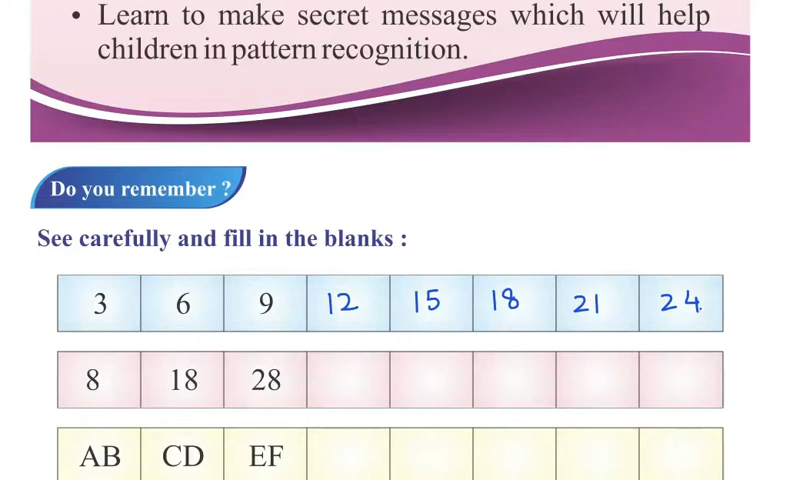 • Learn to make secret messages which will help
children in pattern recognition.
Do you remember ?
See carefully and fill in the blanks :
3 6 9 12 15 18 21 24
8 18 28
AB CD EF